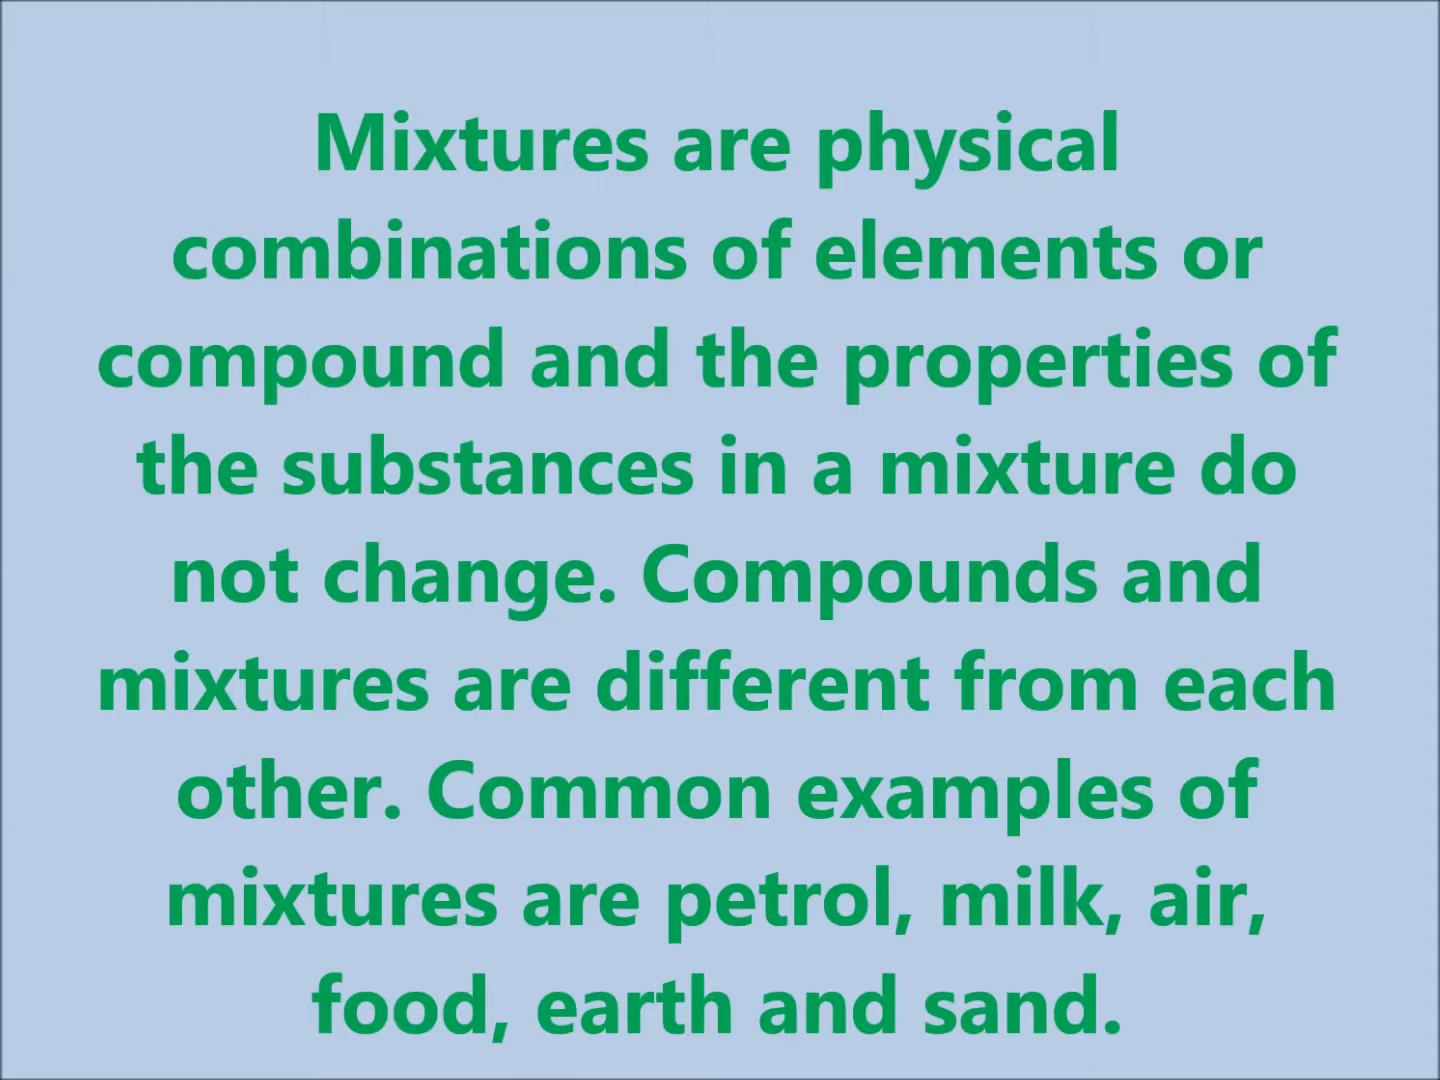 Mixtures are physical
combinations of elements or
compound and the properties of
the substances in a mixture do
not change. Compounds and
mixtures are different from each
other. Common examples of
mixtures are petrol, milk, air,
food, earth and sand.